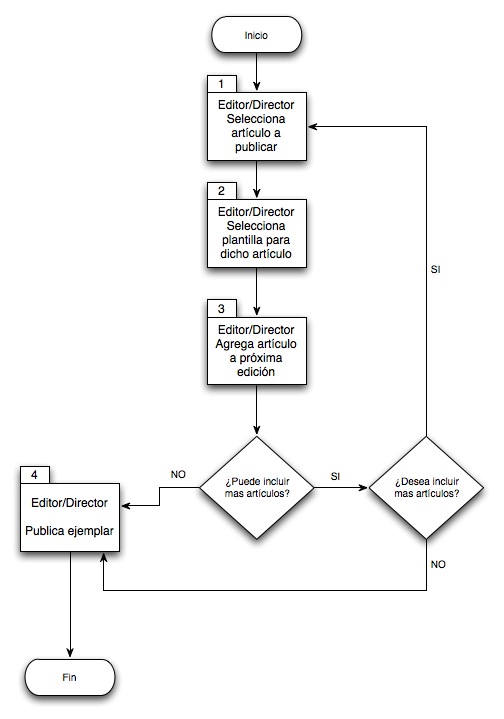 Inicio
1
Editor/Director
Selecciona
artículo a
publicar
2
Editor/Director
Selecciona
plantilla para
dicho artículo
3
Editor/Director
Agrega artículo
a próxima
edición
¿Puede incluir
mas artículos?
SI
¿Desea incluir
mas artículos?
SI
NO
NO
4
Editor/Director
Publica ejemplar
Fin